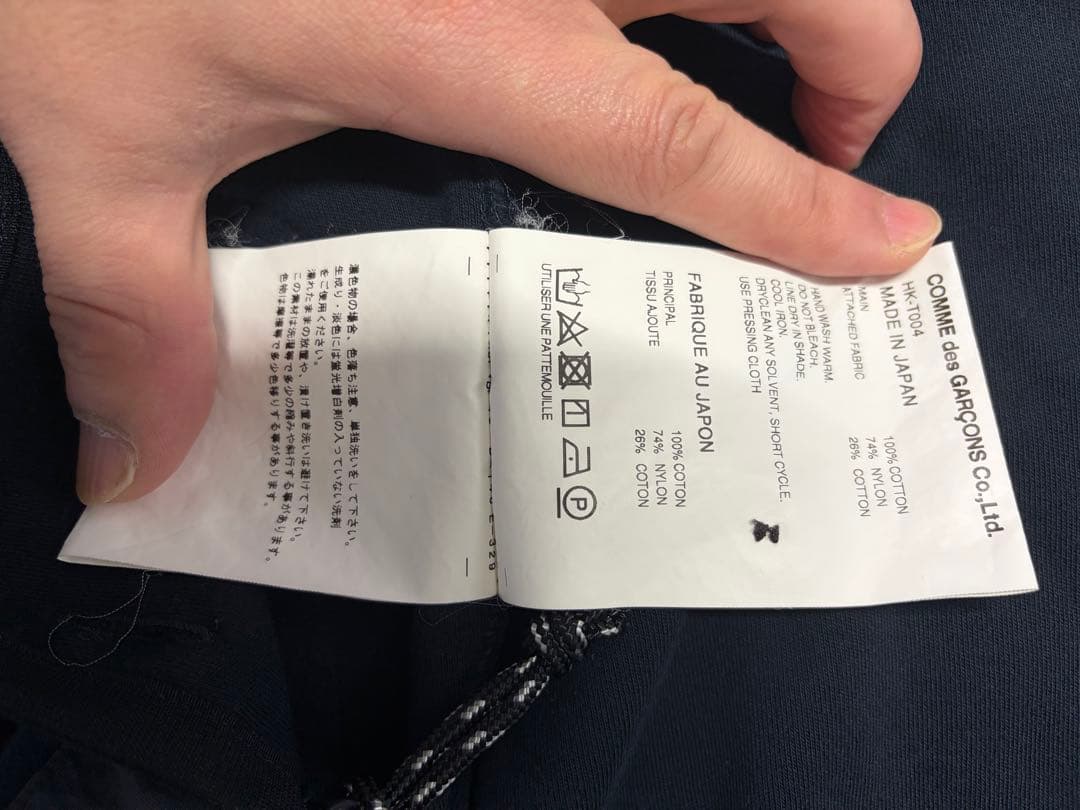 COMME des GARÇONS Co.,Ltd.
HK-T004
MADE IN JAPAN
MAIN 100% COTTON
ATTACHED FABRIC 74% NYLON
26% COTTON
HAND WASH WARM.
DO NOT BLEACH.
LINE DRY IN SHADE.
COOL IRON.
DRYCLEAN ANY SOLVENT, SHORT CYCLE.
USE PRESSING CLOTH
FABRIQUE AU JAPON
PRINCIPAL 100% COTON
TISSU AJOUTE 74% NYLON
26% COTON
P
UTILISER UNE PATTEMOUILLE
濃色物の場合、色落ち注意、単独洗いをして下さい。
生成り・淡色には蛍光増白剤の入っていない洗剤
をご使用ください。
濡れたままの放置や、漬け置き洗いは避けて下さい。
この素材は洗濯等で多少の縮みや斜行する事があります。
色物は摩擦等で多少色移りする事があります。